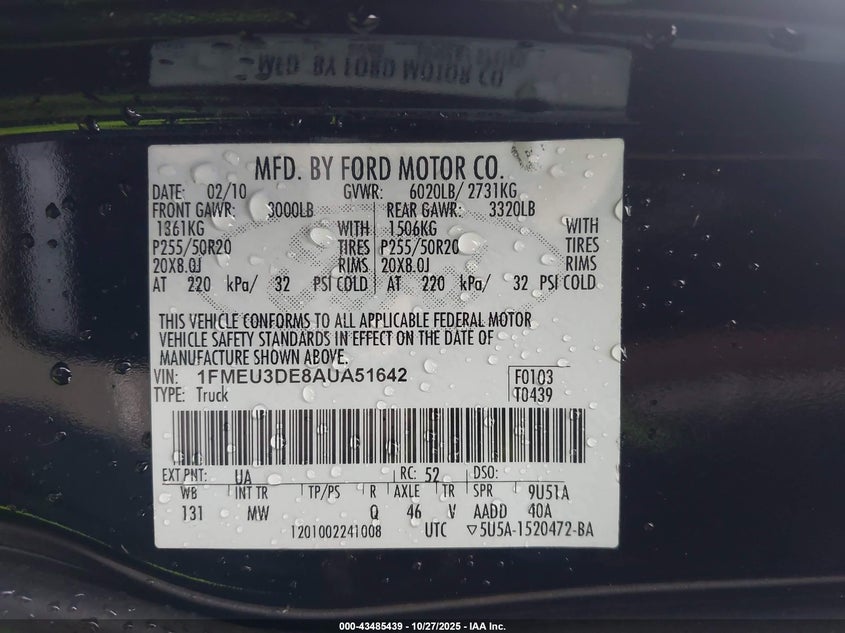 MFD. BY FORD MOTOR CO.
DATE: 02/10 GVWR: 6020LB/ 2731KG
FRONT GAWR: 3000LB REAR GAWR: 3320LB
1361KG WITH 1506KG WITH
P255/50R20 TIRES P255/50R20 TIRES
20X8.0J RIMS 20X8.0J RIMS
AT 220 kPa/ 32 PSI COLD AT 220 kPa/ 32 PSI COLD
THIS VEHICLE CONFORMS TO ALL APPLICABLE FEDERAL MOTOR
VEHICLE SAFETY STANDARDS IN EFFECT ON THE DATE OF
MANUFACTURE SHOWN ABOVE.
VIN: 1FMEU3DE8AUA51642 F0103
TYPE: Truck T0439
EXT PNT: UA RC: 52 DSO:
WB INT TR TP/PS R AXLE TR SPR 9U51A
131 MW Q 46 V AADD 40A
1201002241008 UTC ▽5U5A-1520472-BA
000-43485439 - 10/27/2025 - IAA Inc.